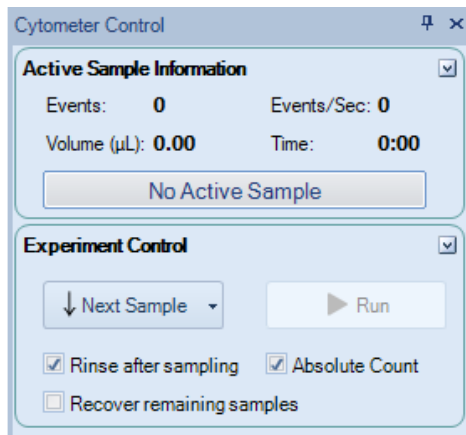 Cytometer Control
Active Sample Information
Events: 0 Events/Sec: 0
Volume (µL): 0.00 Time: 0:00
No Active Sample
Experiment Control
Next Sample Run
Rinse after sampling Absolute Count
Recover remaining samples